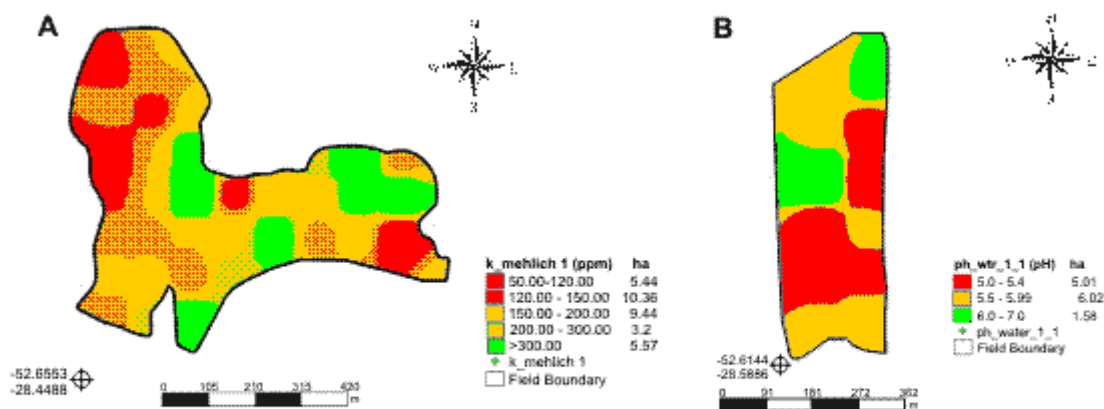 A
B
k_mehlich 1 (ppm) ha
50.00-120.00 5.44
120.00 - 150.00 10.36
150.00 - 200.00 9.44
200.00 - 300.00 3.2
>300.00 5.57
k_mehlich 1
Field Boundary
-52.6553
-28.4488
0 105 210 315 420
m
ph_wtr_1_1 (pH) ha
5.0 - 5.4 5.01
5.5 - 5.99 6.02
6.0 - 7.0 1.58
ph_water_1_1
Field Boundary
-52.6144
-28.5886
0 91 181 272 362
m